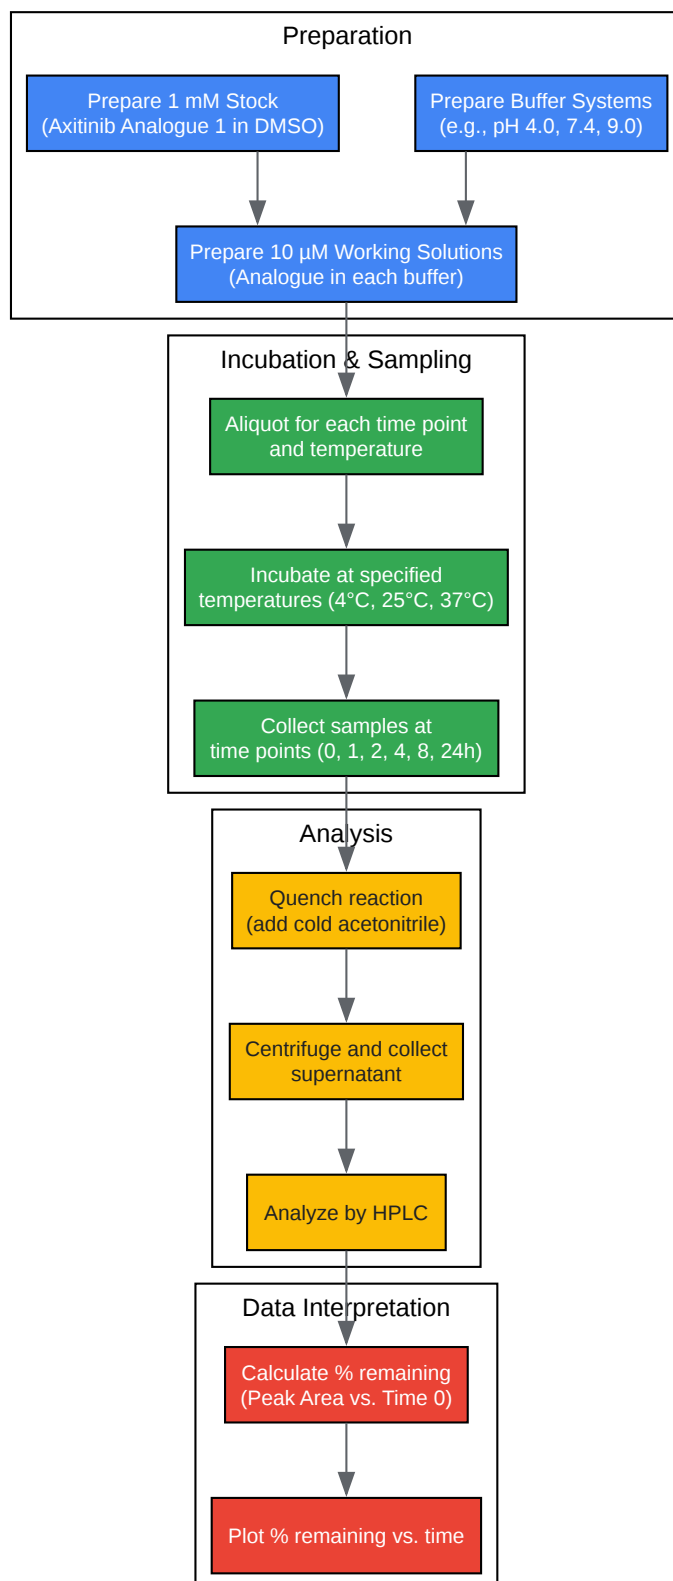 Preparation
Prepare 1 mM Stock
(Axitinib Analogue 1 in DMSO)
Prepare Buffer Systems
(e.g., pH 4.0, 7.4, 9.0)
Prepare 10 µM Working Solutions
(Analogue in each buffer)
Incubation & Sampling
Aliquot for each time point
and temperature
Incubate at specified
temperatures (4°C, 25°C, 37°C)
Collect samples at
time points (0, 1, 2, 4, 8, 24h)
Analysis
Quench reaction
(add cold acetonitrile)
Centrifuge and collect
supernatant
Analyze by HPLC
Data Interpretation
Calculate % remaining
(Peak Area vs. Time 0)
Plot % remaining vs. time